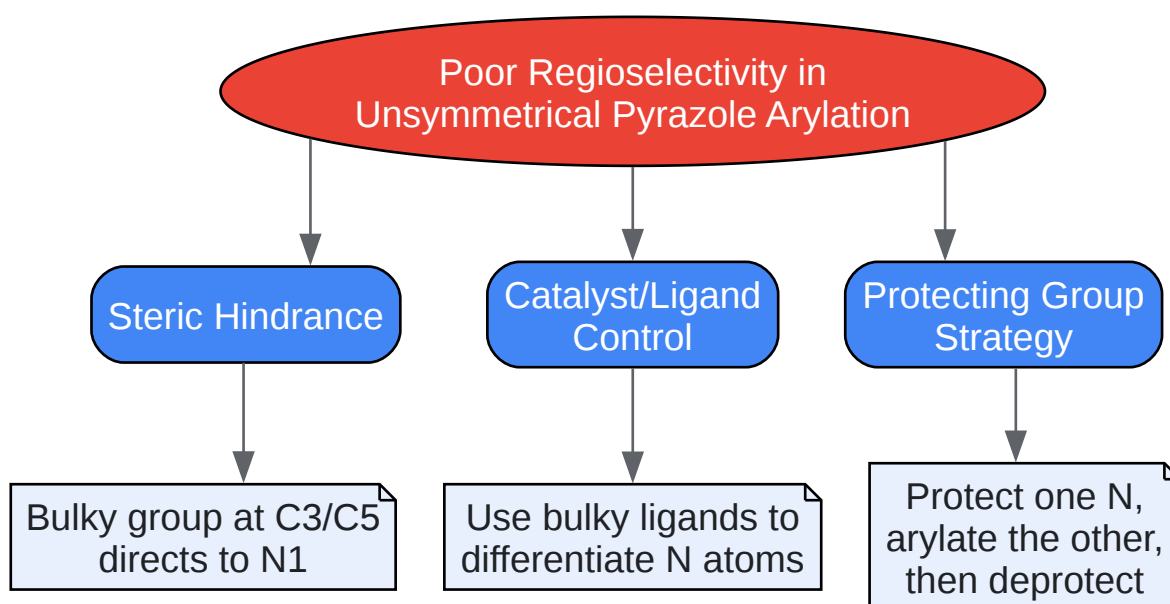 Poor Regioselectivity in
Unsymmetrical Pyrazole Arylation
Steric Hindrance
Catalyst/Ligand
Control
Protecting Group
Strategy
Bulky group at C3/C5
directs to N1
Use bulky ligands to
differentiate N atoms
Protect one N,
arylate the other,
then deprotect